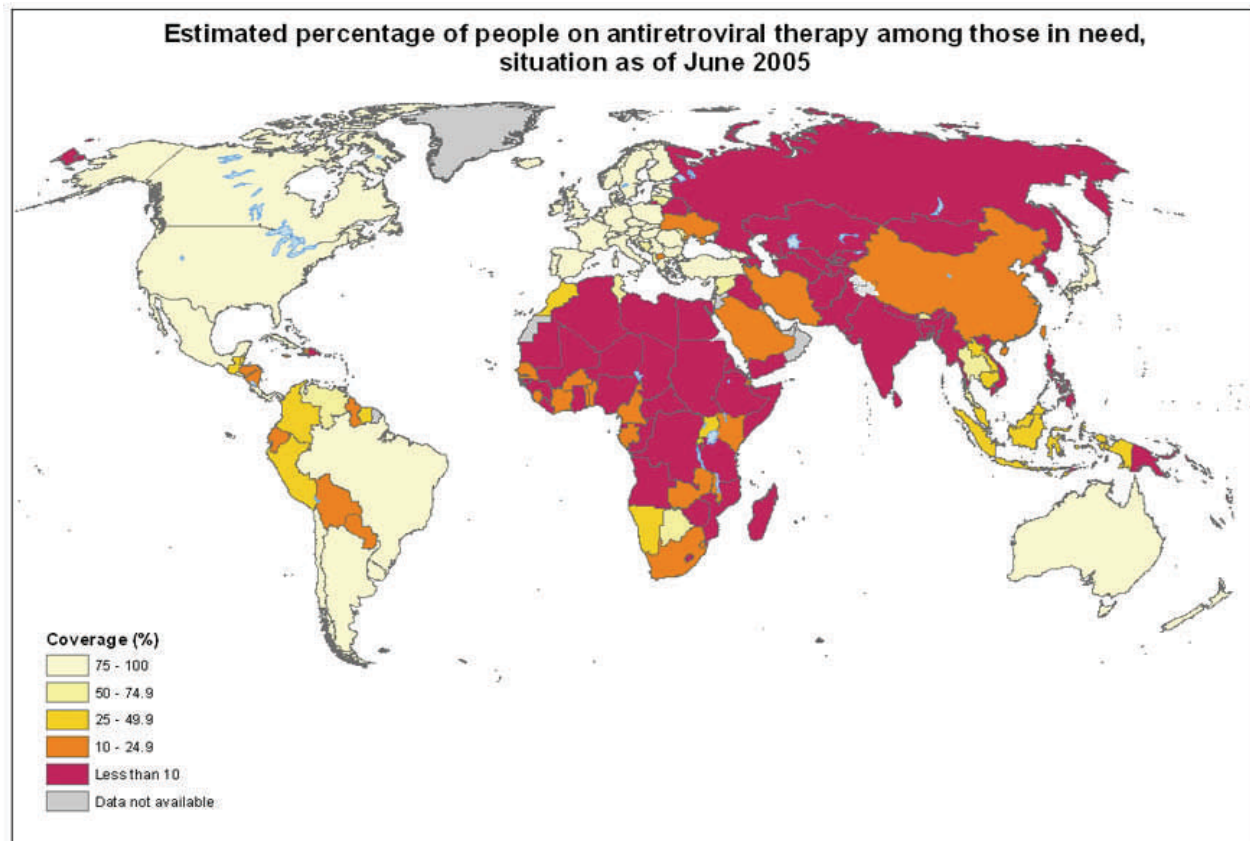 Estimated percentage of people on antiretroviral therapy among those in need,
situation as of June 2005
Coverage (%)
75 - 100
50 - 74.9
25 - 49.9
10 - 24.9
Less than 10
Data not available